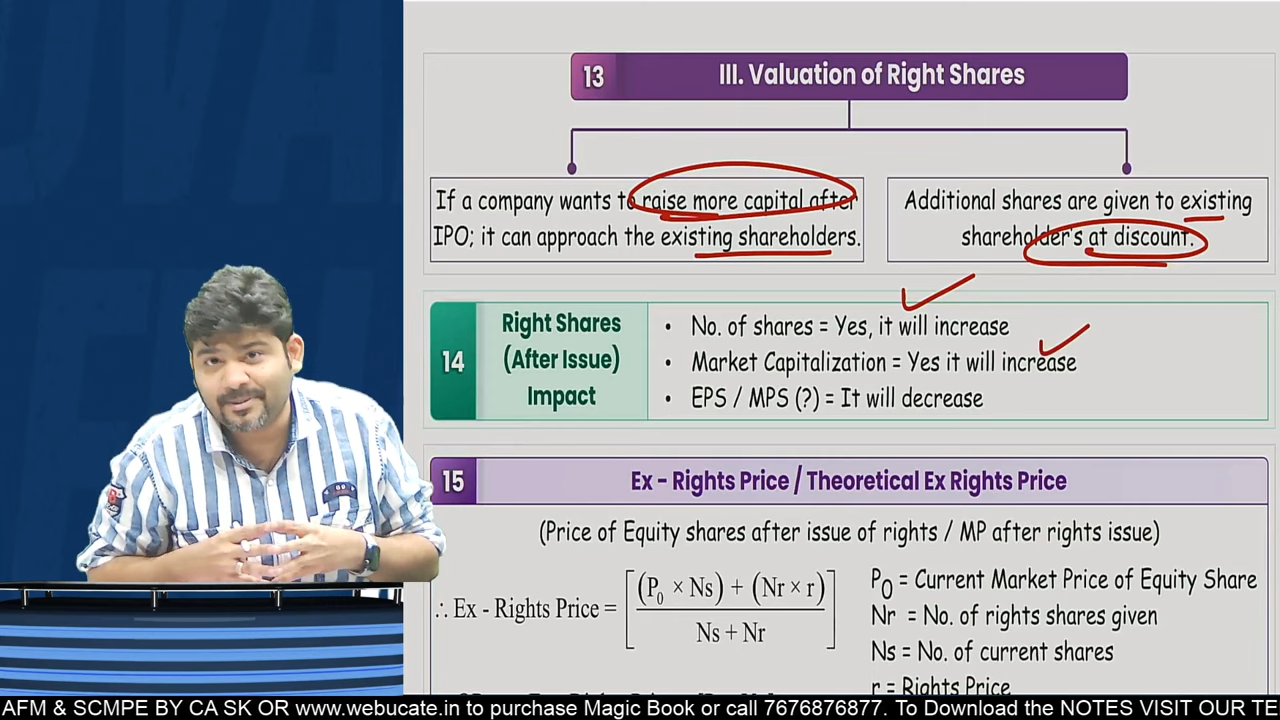 13
III. Valuation of Right Shares
If a company wants to raise more capital after
IPO; it can approach the existing shareholders.
Additional shares are given to existing
shareholder's at discount.
14
Right Shares
(After Issue)
Impact
• No. of shares = Yes, it will increase
• Market Capitalization = Yes it will increase
• EPS / MPS (?) = It will decrease
15
Ex - Rights Price / Theoretical Ex Rights Price
(Price of Equity shares after issue of rights / MP after rights issue)
∴ Ex - Rights Price = [(P₀ × Ns) + (Nr × r) / Ns + Nr]
P₀ = Current Market Price of Equity Share
Nr = No. of rights shares given
Ns = No. of current shares
r = Rights Price
AFM & SCMPE BY CA SK OR www.webucate.in to purchase Magic Book or call 7676876877. To Download the NOTES VISIT OUR TE